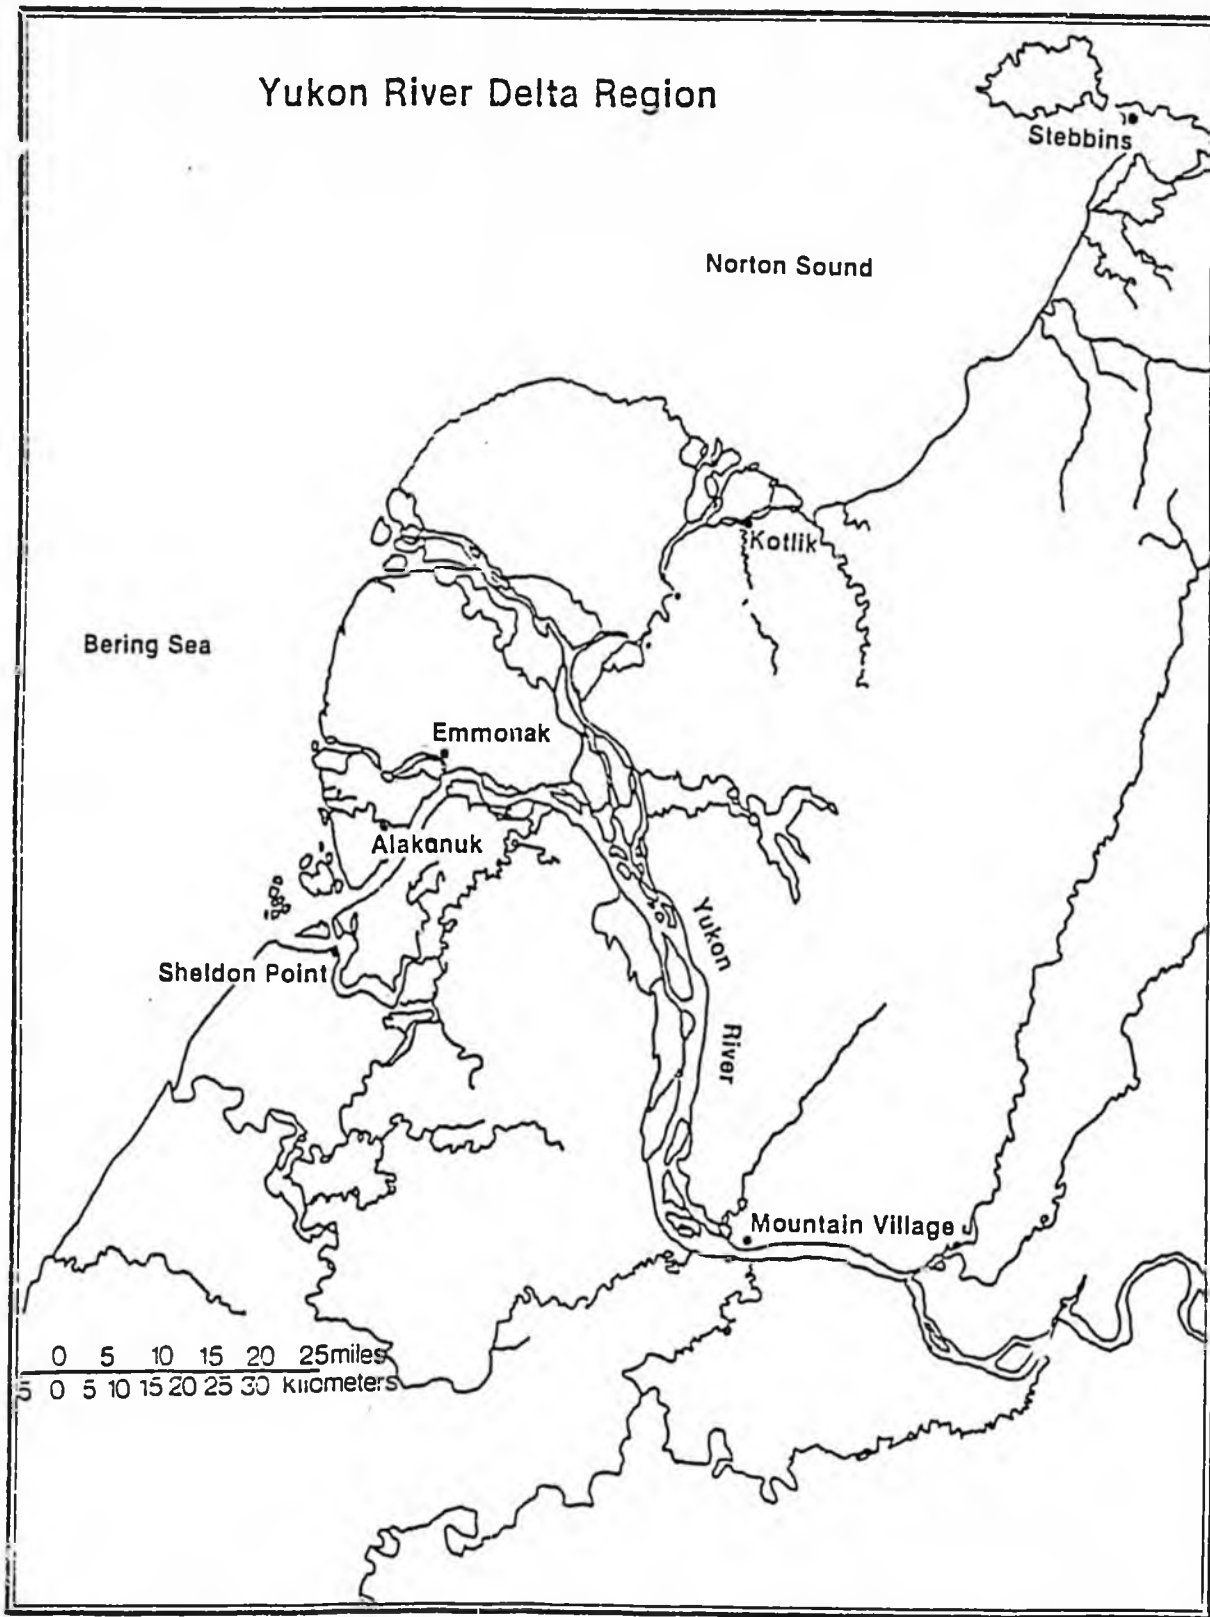 Yukon River Delta Region
Stebbins
Norton Sound
Kotlik
Bering Sea
Emmonak
Alakanuk
Yukon
Sheldon Point
River
Mountain Village
0 5 10 15 20 25miles
5 0 5 10 15 20 25 30 kilometers